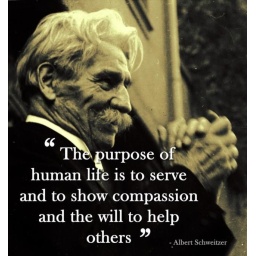 “ The purpose of
human life is to serve
and to show compassion
and the will to help
others ”
- Albert Schweitzer